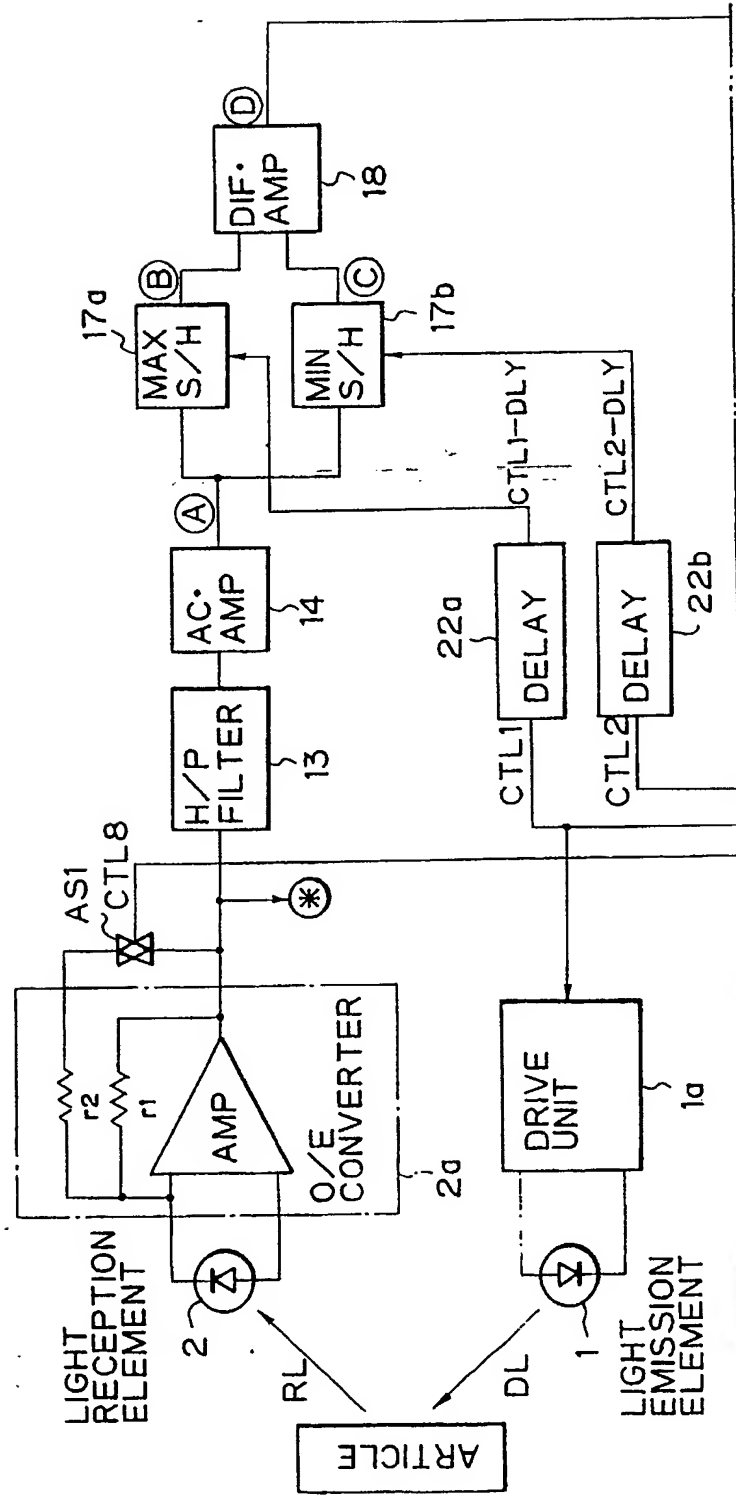 LIGHT
RECEPTION
ELEMENT
2
RL
ARTICLE
DL
1
LIGHT
EMISSION
ELEMENT
r2
r1
AMP
O/E
CONVERTER
2a
AS1
CTL8
*
DRIVE
UNIT
1a
H/P
FILTER
13
AC·
AMP
14
A
MAX
S/H
17a
B
MIN
S/H
17b
C
DIF·
AMP
18
D
CTL1
DELAY
22a
CTL1-DLY
CTL2
DELAY
22b
CTL2-DLY